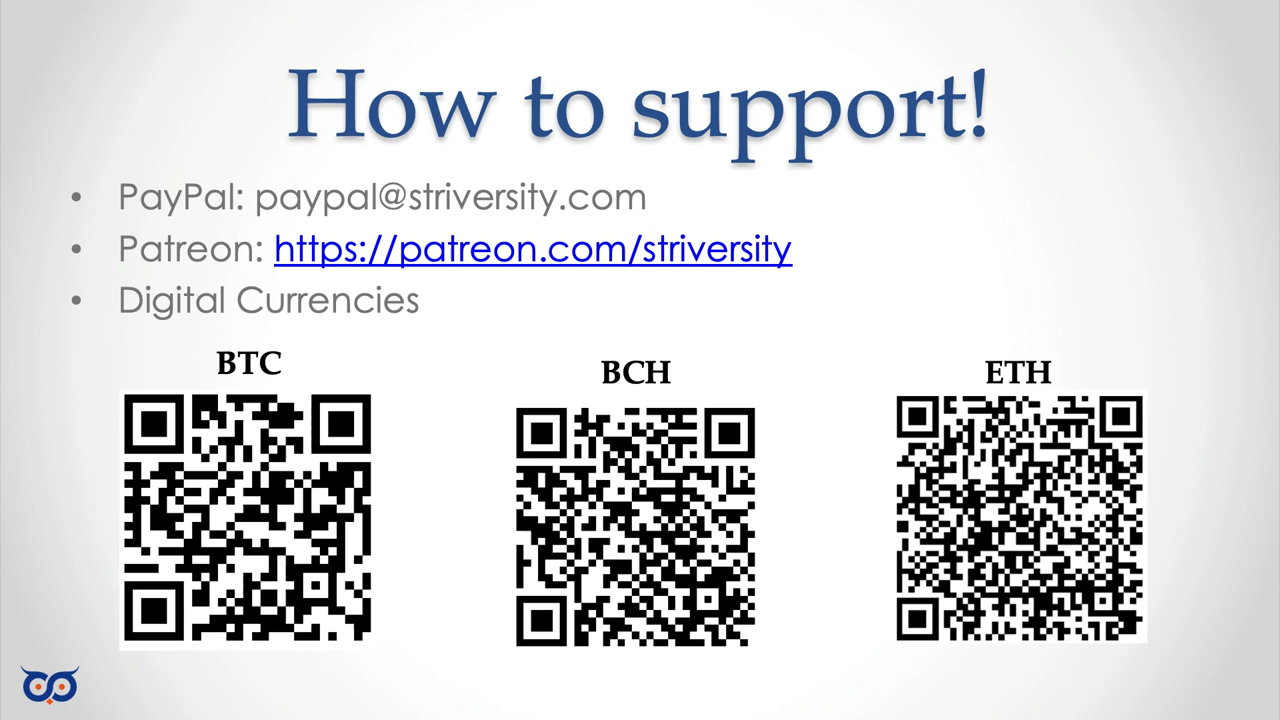 How to support!
• PayPal: paypal@striversity.com
• Patreon: https://patreon.com/striversity
• Digital Currencies
BTC
BCH
ETH